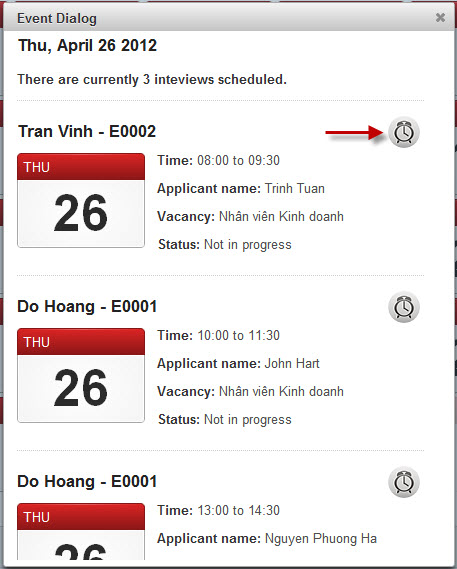 Event Dialog
Thu, April 26 2012
There are currently 3 inteviews scheduled.
Tran Vinh - E0002
THU
26
Time: 08:00 to 09:30
Applicant name: Trinh Tuan
Vacancy: Nhân viên Kinh doanh
Status: Not in progress
Do Hoang - E0001
THU
26
Time: 10:00 to 11:30
Applicant name: John Hart
Vacancy: Nhân viên Kinh doanh
Status: Not in progress
Do Hoang - E0001
THU
26
Time: 13:00 to 14:30
Applicant name: Nguyen Phuong Ha